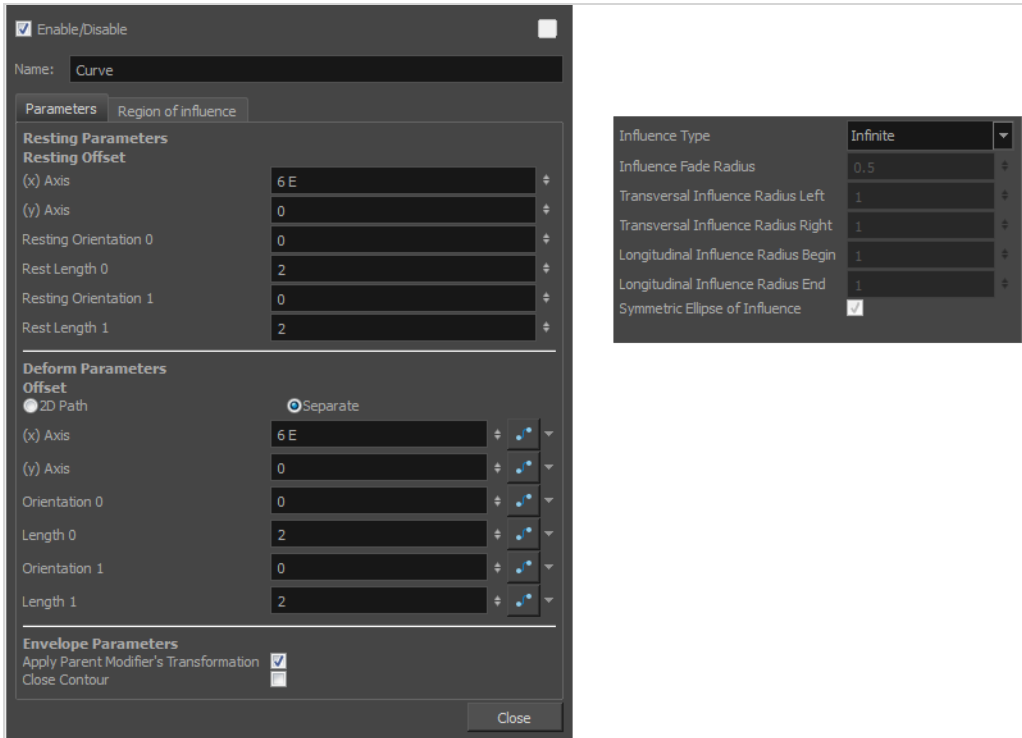 Enable/Disable
Name: Curve
Parameters Region of influence
Resting Parameters
Resting Offset
(x) Axis 6 E
(y) Axis 0
Resting Orientation 0 0
Rest Length 0 2
Resting Orientation 1 0
Rest Length 1 2
Deform Parameters
Offset
2D Path Separate
(x) Axis 6 E
(y) Axis 0
Orientation 0 0
Length 0 2
Orientation 1 0
Length 1 2
Envelope Parameters
Apply Parent Modifier's Transformation
Close Contour
Close
Influence Type Infinite
Influence Fade Radius 0.5
Transversal Influence Radius Left 1
Transversal Influence Radius Right 1
Longitudinal Influence Radius Begin 1
Longitudinal Influence Radius End 1
Symmetric Ellipse of Influence